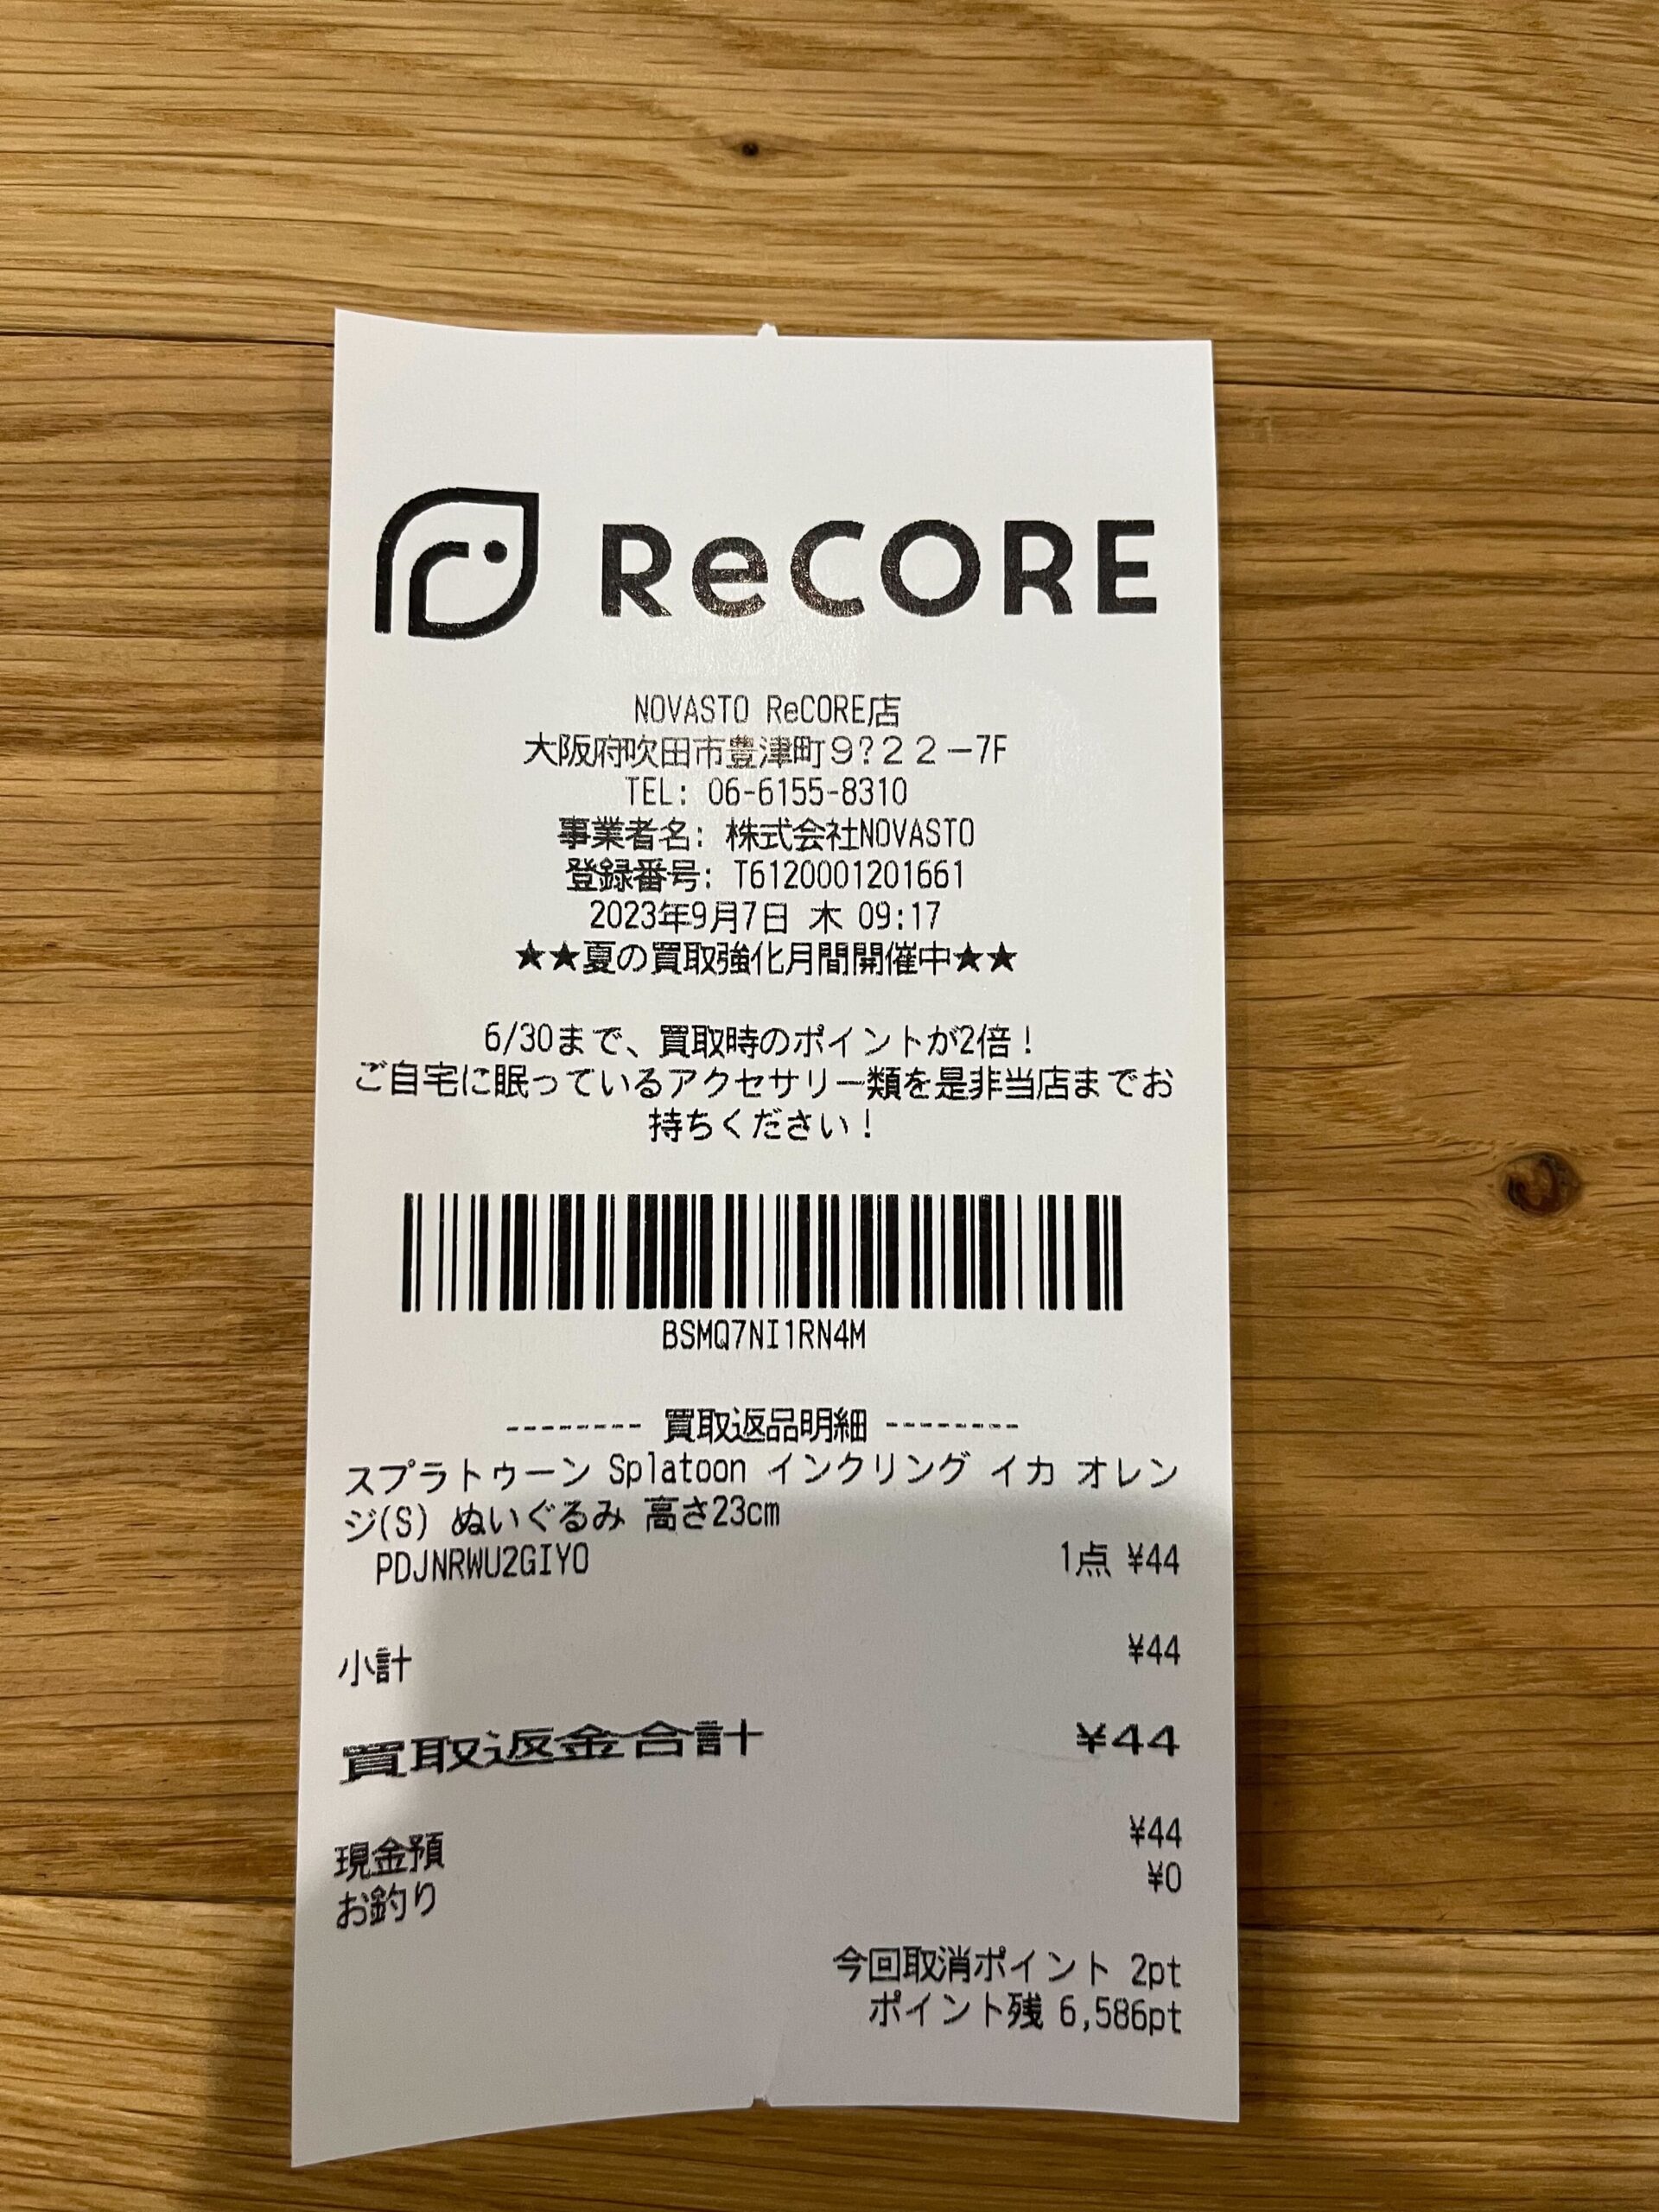 ReCORE
NOVASTO ReCORE店
大阪府吹田市豊津町９?２２－7F
TEL: 06-6155-8310
事業者名: 株式会社NOVASTO
登録番号: T6120001201661
2023年9月7日 木 09:17
★★夏の買取強化月間開催中★★
6/30まで、買取時のポイントが2倍！
ご自宅に眠っているアクセサリー類を是非当店までお
持ちください！
BSMQ7NI1RN4M
-------- 買取返品明細 --------
スプラトゥーン Splatoon インクリング イカ オレン
ジ(S) ぬいぐるみ 高さ23cm
PDJNRWU2GIYO 1点 ¥44
小計 ¥44
買取返金合計 ¥44
現金預 ¥44
お釣り ¥0
今回取消ポイント 2pt
ポイント残 6,586pt